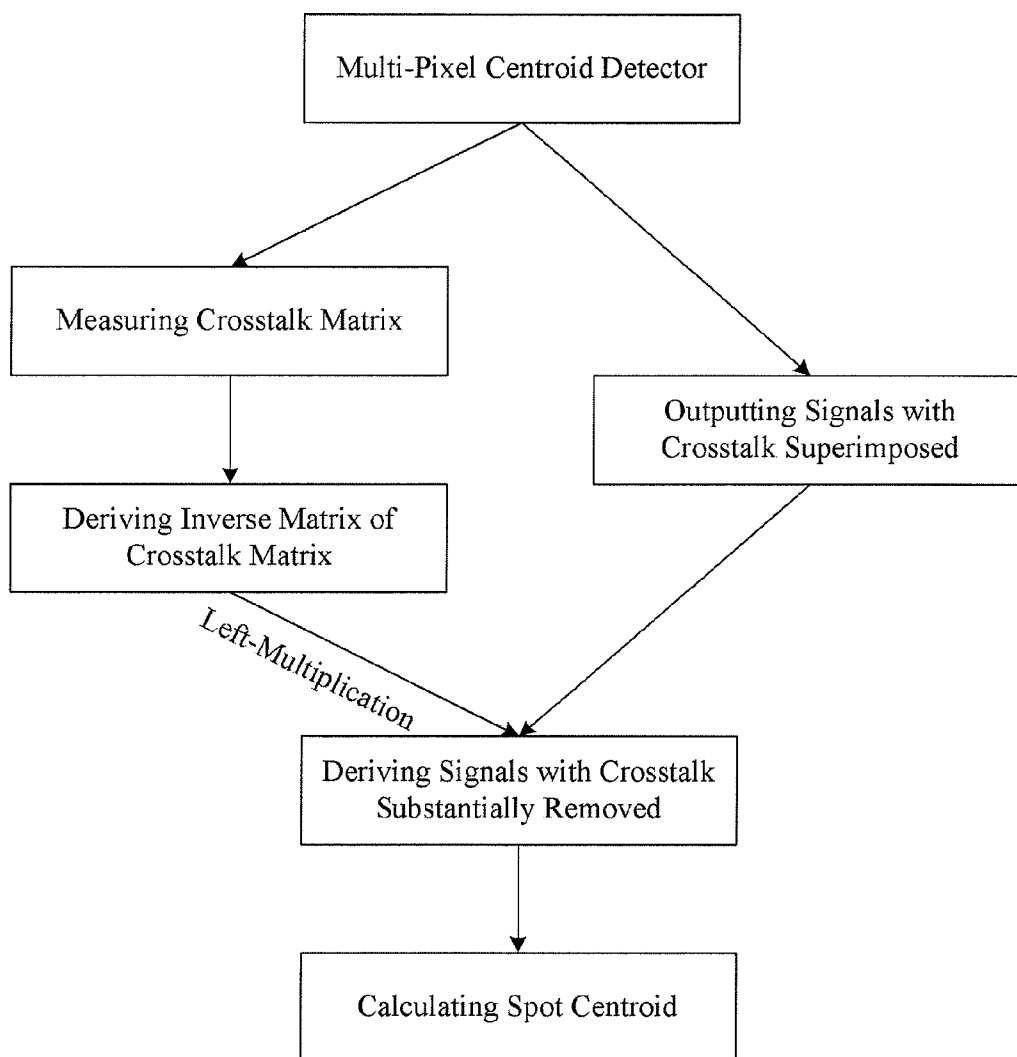 Multi-Pixel Centroid Detector
Measuring Crosstalk Matrix
Outputting Signals with
Crosstalk Superimposed
Deriving Inverse Matrix of
Crosstalk Matrix
Left-Multiplication
Deriving Signals with Crosstalk
Substantially Removed
Calculating Spot Centroid